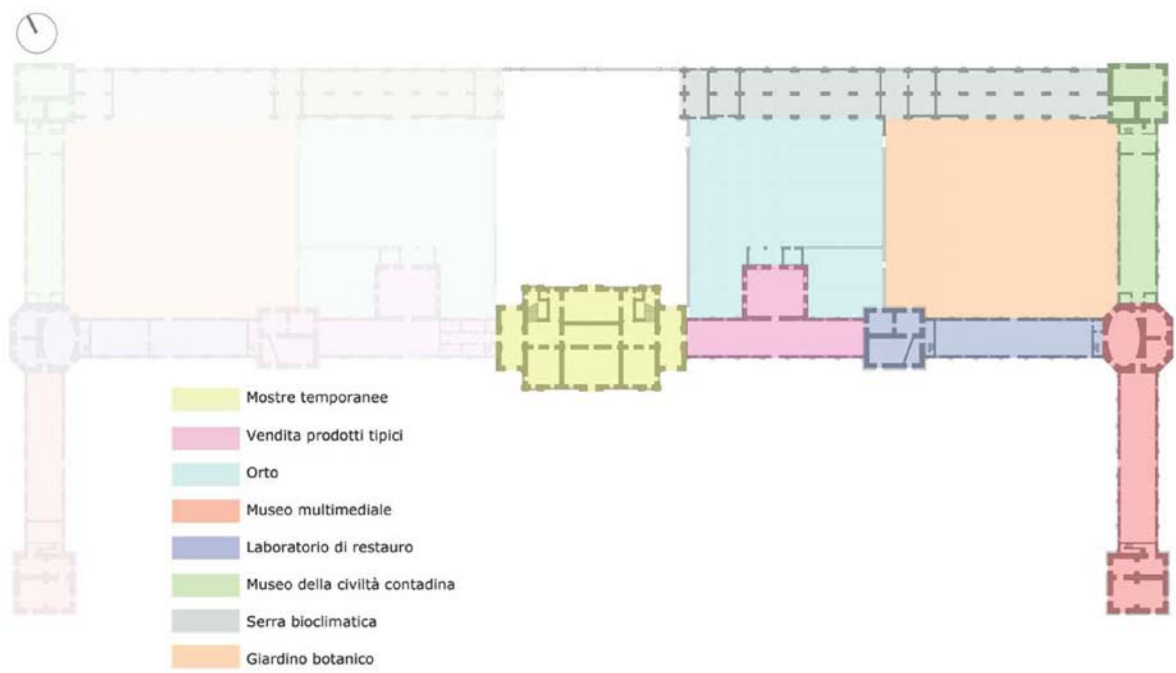 Mostre temporanee
Vendita prodotti tipici
Orto
Museo multimediale
Laboratorio di restauro
Museo della civiltà contadina
Serra bioclimatica
Giardino botanico